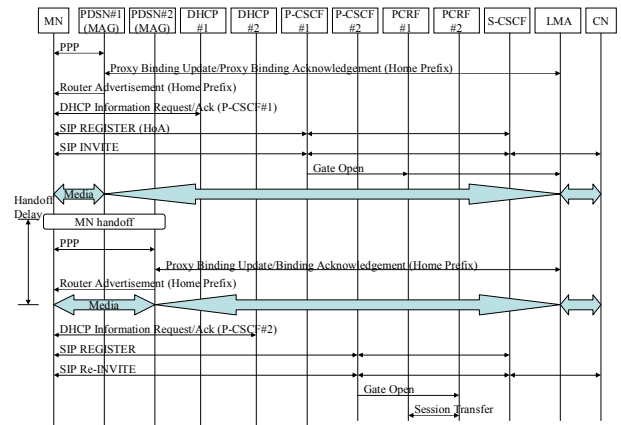 MN
PDSN#1
(MAG)
PDSN#2
(MAG)
DHCP
#1
DHCP
#2
P-CSCF
#1
P-CSCF
#2
PCRF
#1
PCRF
#2
S-CSCF
LMA
CN
PPP
Proxy Binding Update/Proxy Binding Acknowledgement (Home Prefix)
Router Advertisement (Home Prefix)
DHCP Information Request/Ack (P-CSCF#1)
SIP REGISTER (HoA)
SIP INVITE
Gate Open
Media
Handoff
Delay
MN handoff
PPP
Proxy Binding Update/Binding Acknowledgement (Home Prefix)
Router Advertisement (Home Prefix)
Media
DHCP Information Request/Ack (P-CSCF#2)
SIP REGISTER
SIP Re-INVITE
Gate Open
Session Transfer